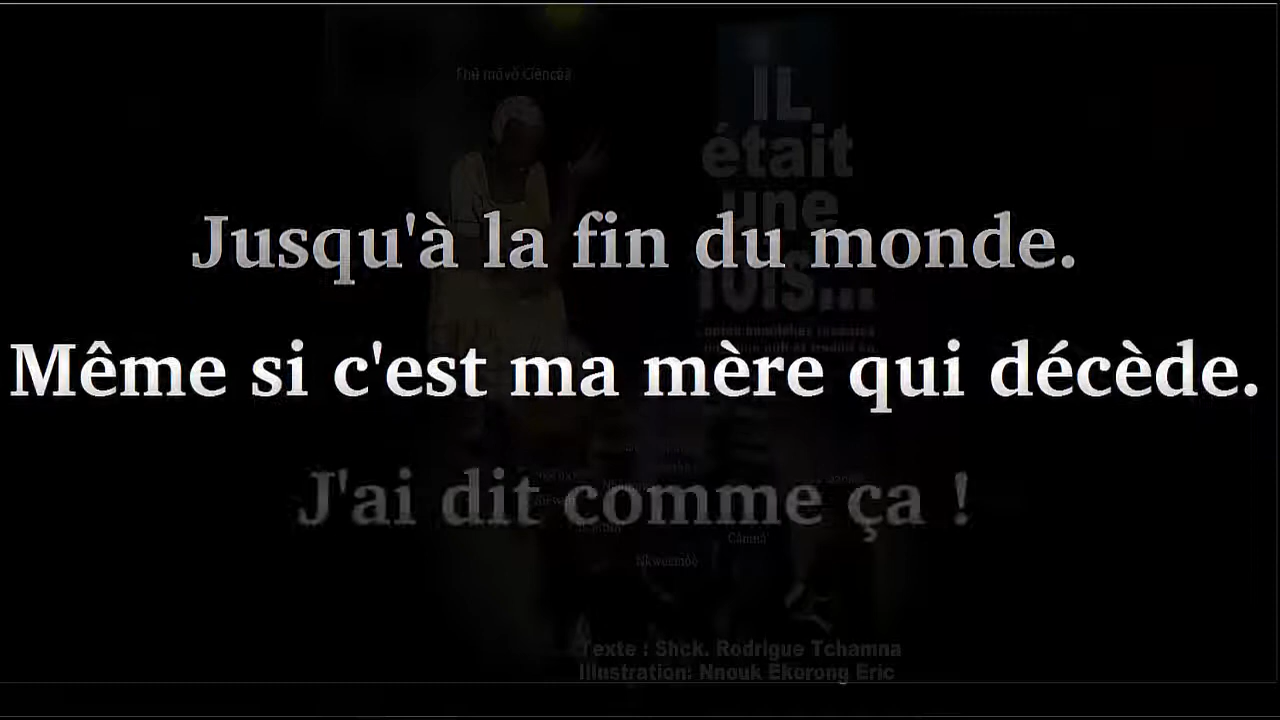 IL
était
une
fois...
Jusqu'à la fin du monde.
Même si c'est ma mère qui décède.
J'ai dit comme ça !
Texte : Shck. Rodrigue Tchamna
Illustration: Nnouk Ekorong Eric